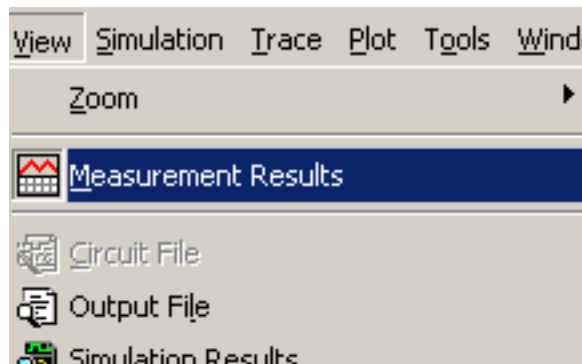 View Simulation Trace Plot Tools Wind
Zoom
Measurement Results
Circuit File
Output File
Simulation Results